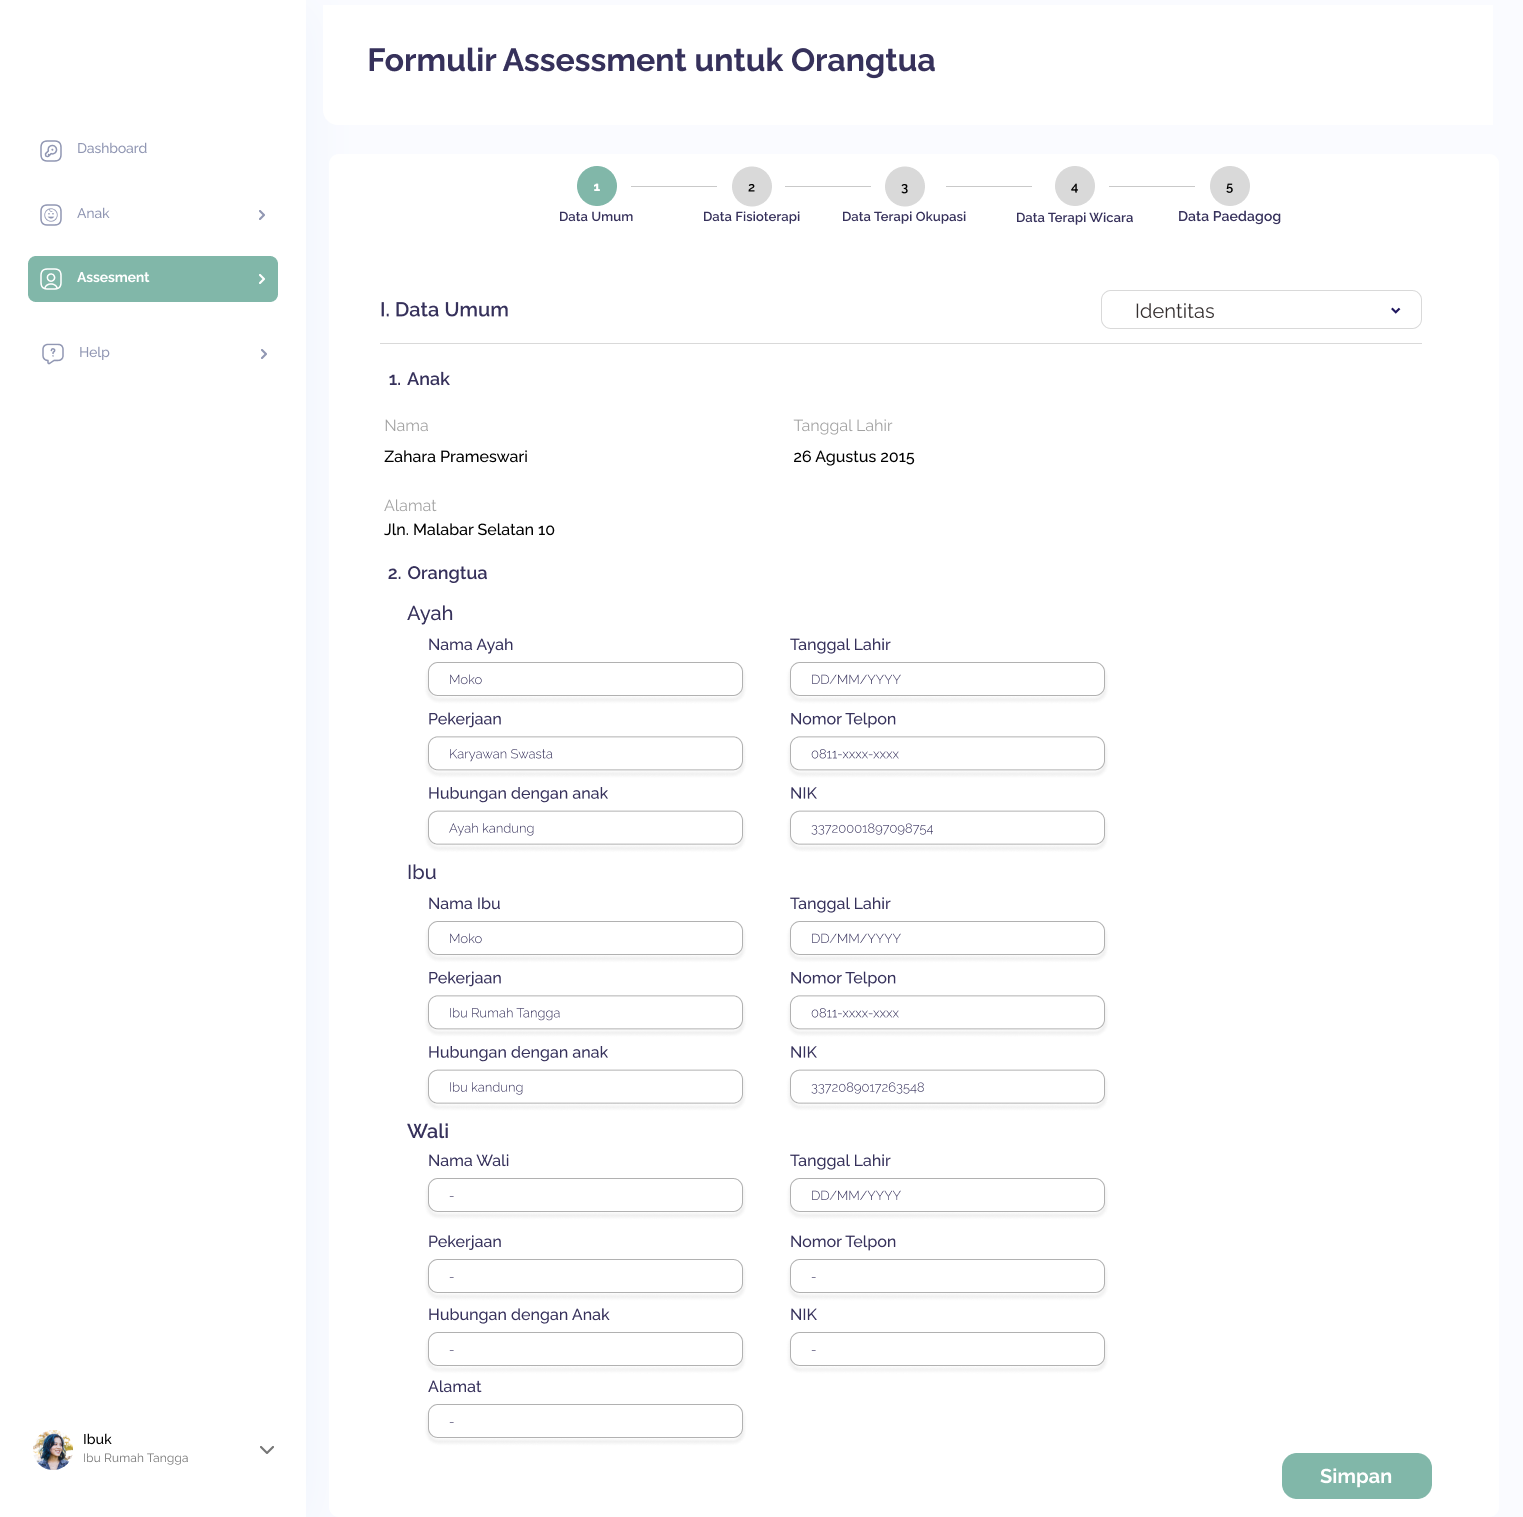 Formulir Assessment untuk Orangtua
Dashboard
Anak
Assesment
Help
1
2
3
4
5
Data Umum
Data Fisioterapi
Data Terapi Okupasi
Data Terapi Wicara
Data Paedagog
I. Data Umum
Identitas
1. Anak
Nama
Tanggal Lahir
Zahara Prameswari
26 Agustus 2015
Alamat
Jln. Malabar Selatan 10
2. Orangtua
Ayah
Nama Ayah
Tanggal Lahir
Moko
DD/MM/YYYY
Pekerjaan
Nomor Telpon
Karyawan Swasta
0811-xxxx-xxxx
Hubungan dengan anak
NIK
Ayah kandung
33720001897098754
Ibu
Nama Ibu
Tanggal Lahir
Moko
DD/MM/YYYY
Pekerjaan
Nomor Telpon
Ibu Rumah Tangga
0811-xxxx-xxxx
Hubungan dengan anak
NIK
Ibu kandung
3372089017263548
Wali
Nama Wali
Tanggal Lahir
-
DD/MM/YYYY
Pekerjaan
Nomor Telpon
-
-
Hubungan dengan Anak
NIK
-
-
Alamat
-
Ibuk
Ibu Rumah Tangga
Simpan